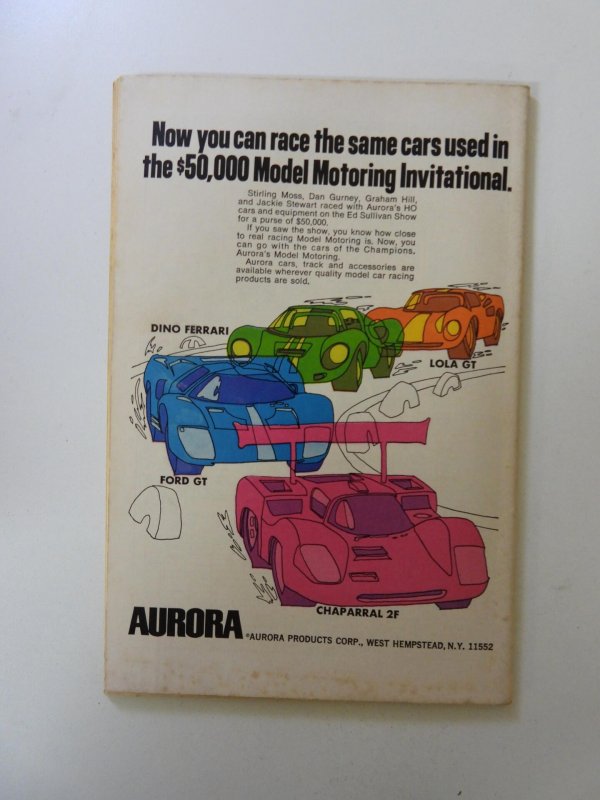 Now you can race the same cars used in
the $50,000 Model Motoring Invitational.
Stirling Moss, Dan Gurney, Graham Hill,
and Jackie Stewart raced with Aurora's HO
cars and equipment on the Ed Sullivan Show
for a purse of $50,000.
If you saw the show, you know how close
to real racing Model Motoring is. Now, you
can go with the cars of the Champions,
Aurora's Model Motoring.
Aurora cars, track and accessories are
available wherever quality model car racing
products are sold.
DINO FERRARI
LOLA GT
FORD GT
CHAPARRAL 2F
AURORA
©AURORA PRODUCTS CORP., WEST HEMPSTEAD, N.Y. 11552